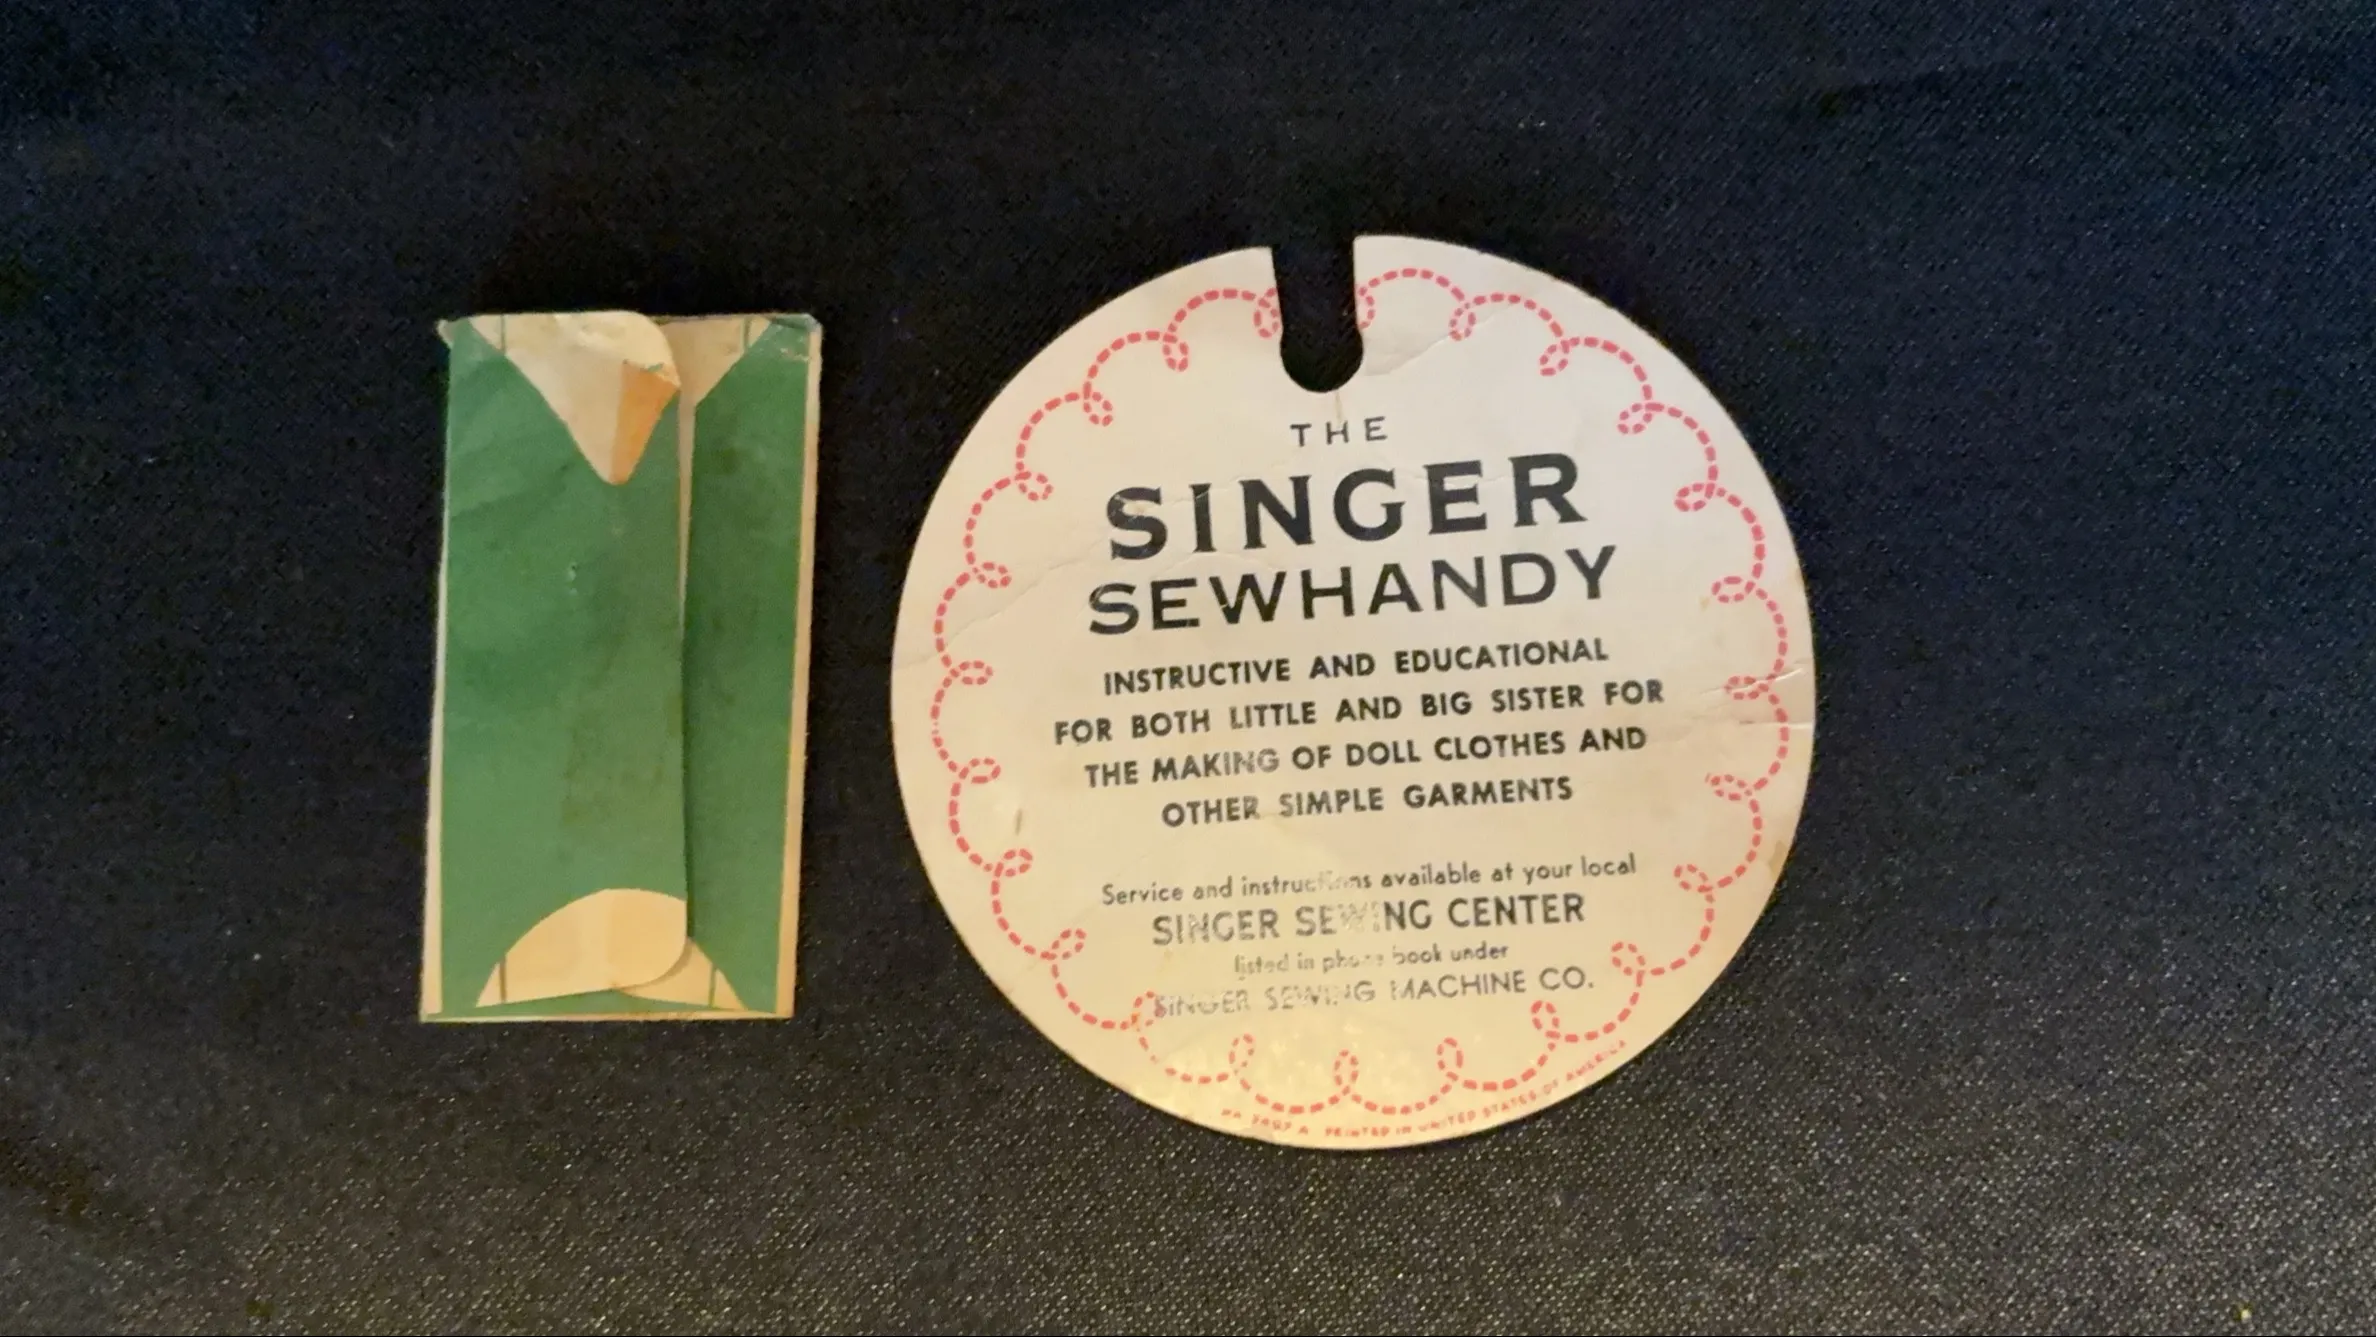 THE
SINGER
SEWHANDY
INSTRUCTIVE AND EDUCATIONAL
FOR BOTH LITTLE AND BIG SISTER FOR
THE MAKING OF DOLL CLOTHES AND
OTHER SIMPLE GARMENTS
Service and instructions available at your local
SINGER SEWING CENTER
listed in phone book under
SINGER SEWING MACHINE CO.
PRINTED IN UNITED STATES OF AMERICA